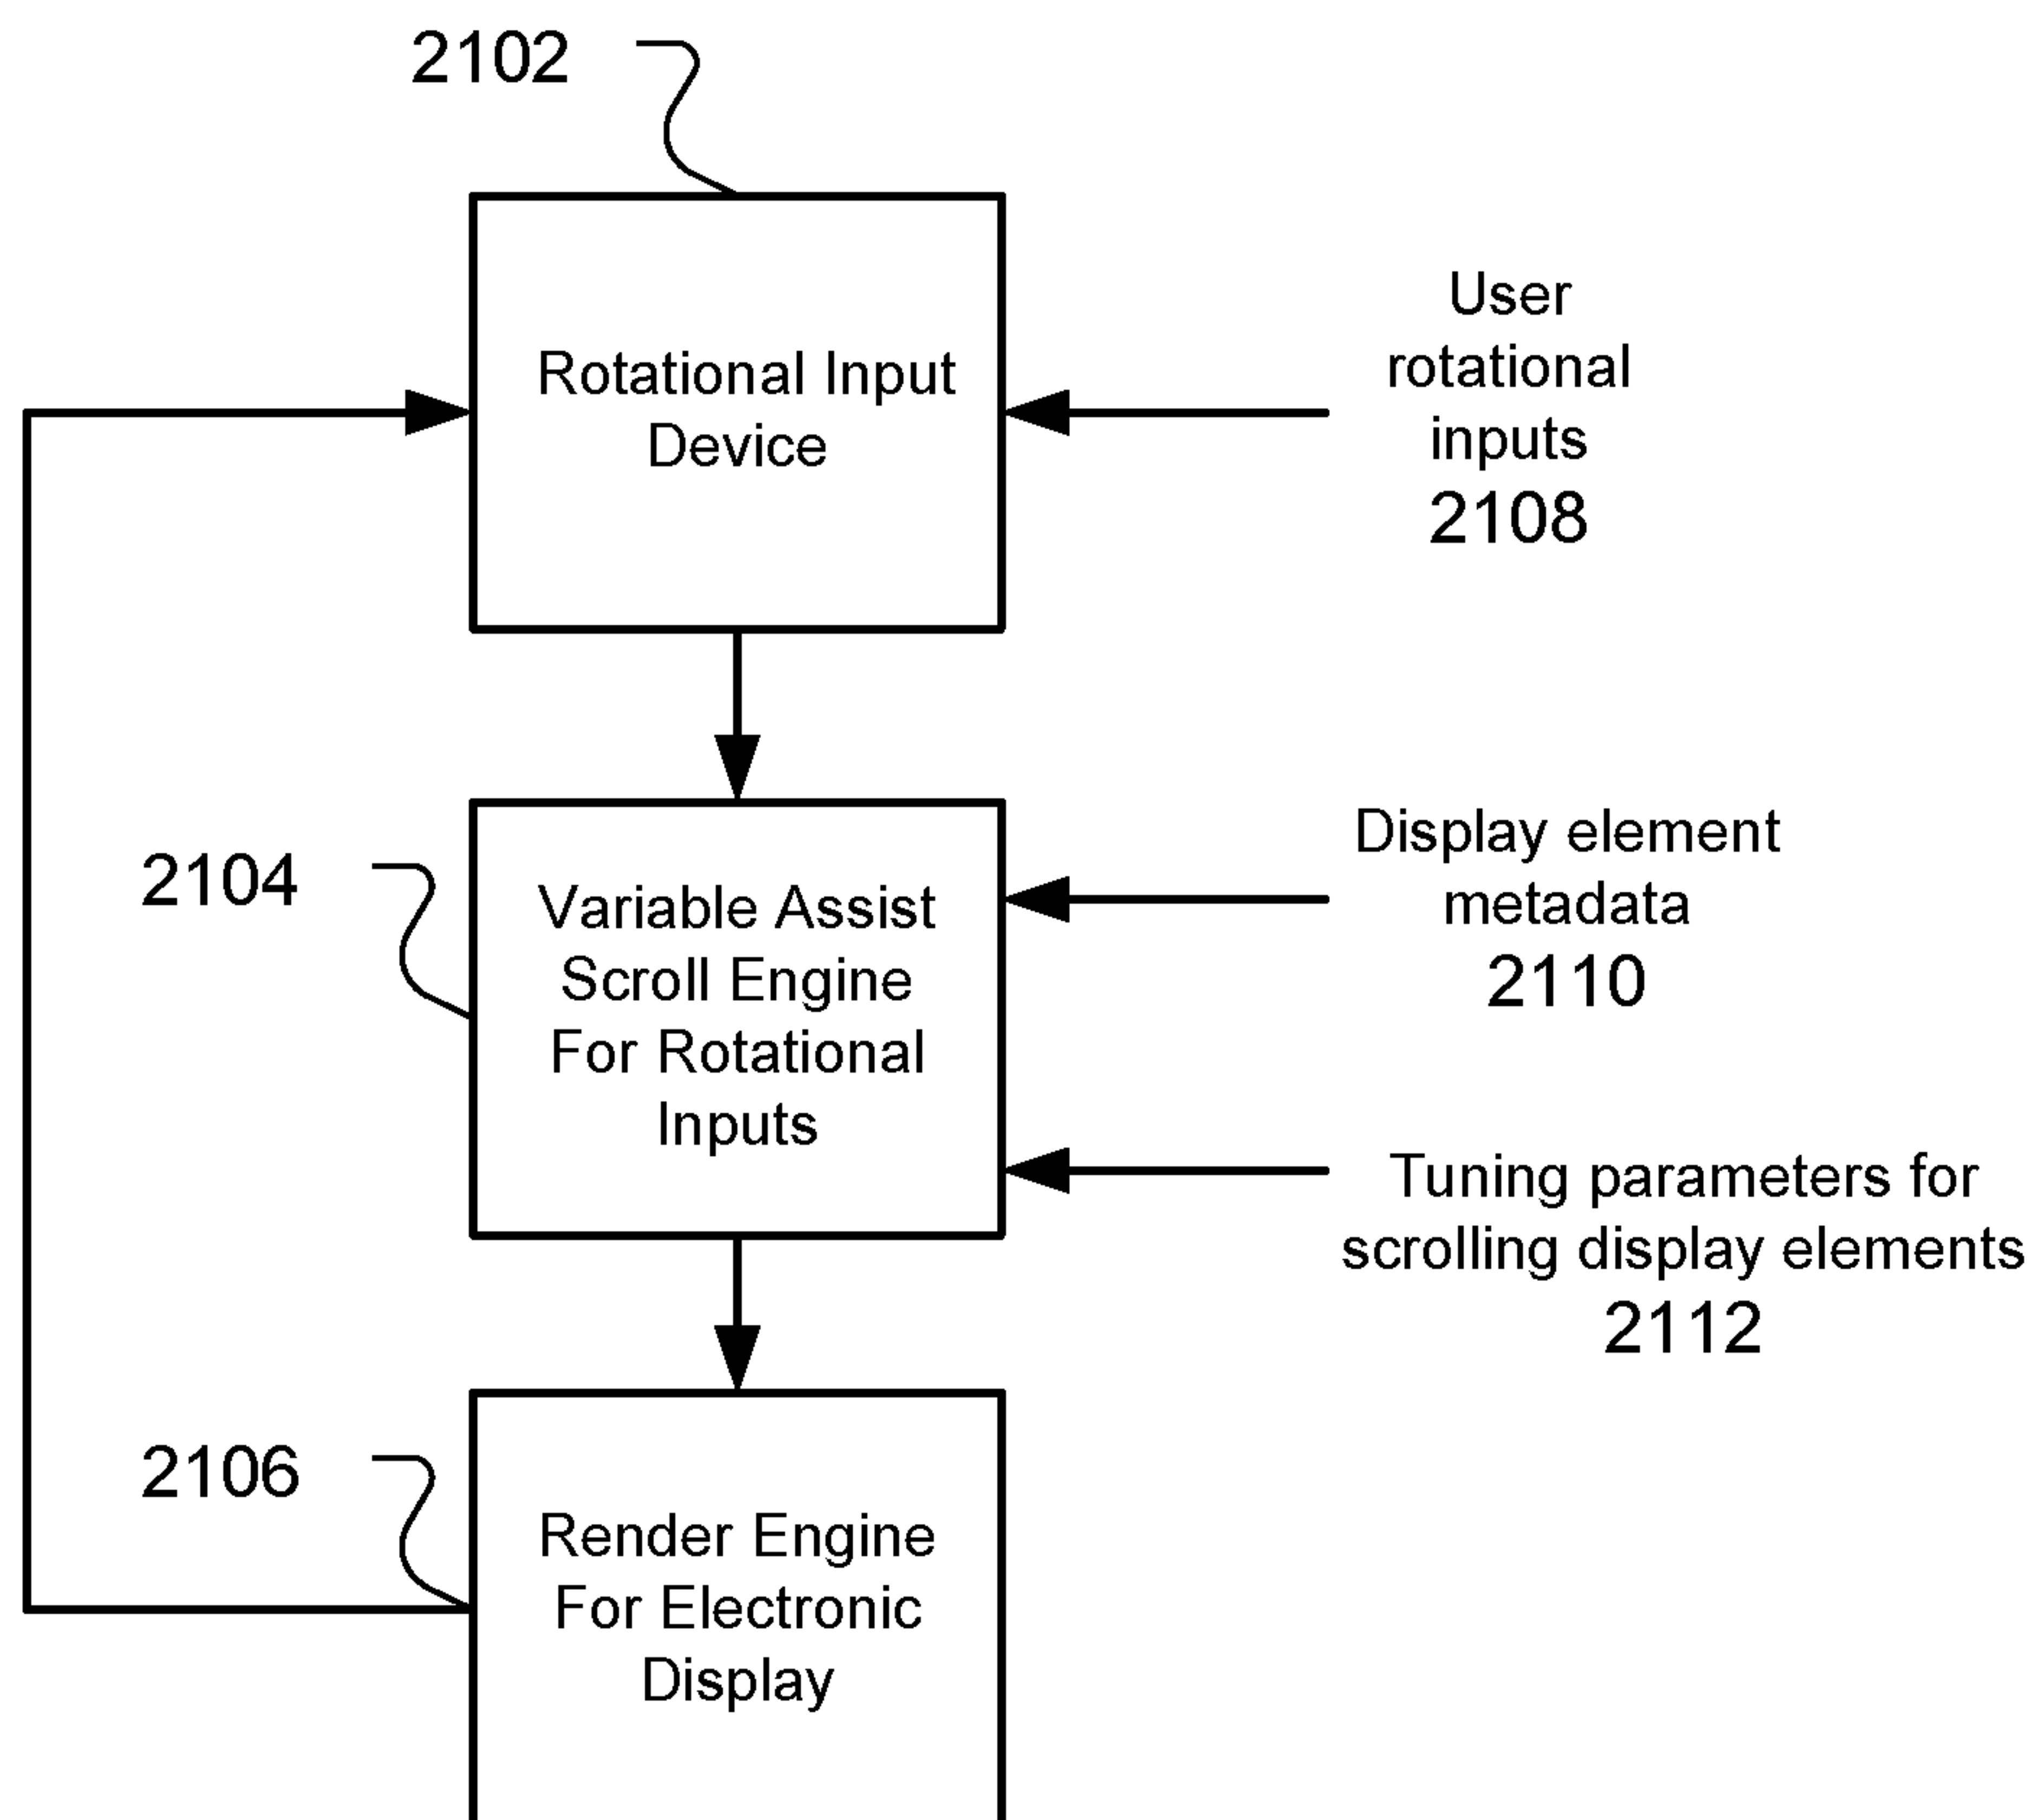 2102
Rotational Input
Device
User
rotational
inputs
2108
2104
Variable Assist
Scroll Engine
For Rotational
Inputs
Display element
metadata
2110
Tuning parameters for
scrolling display elements
2112
2106
Render Engine
For Electronic
Display